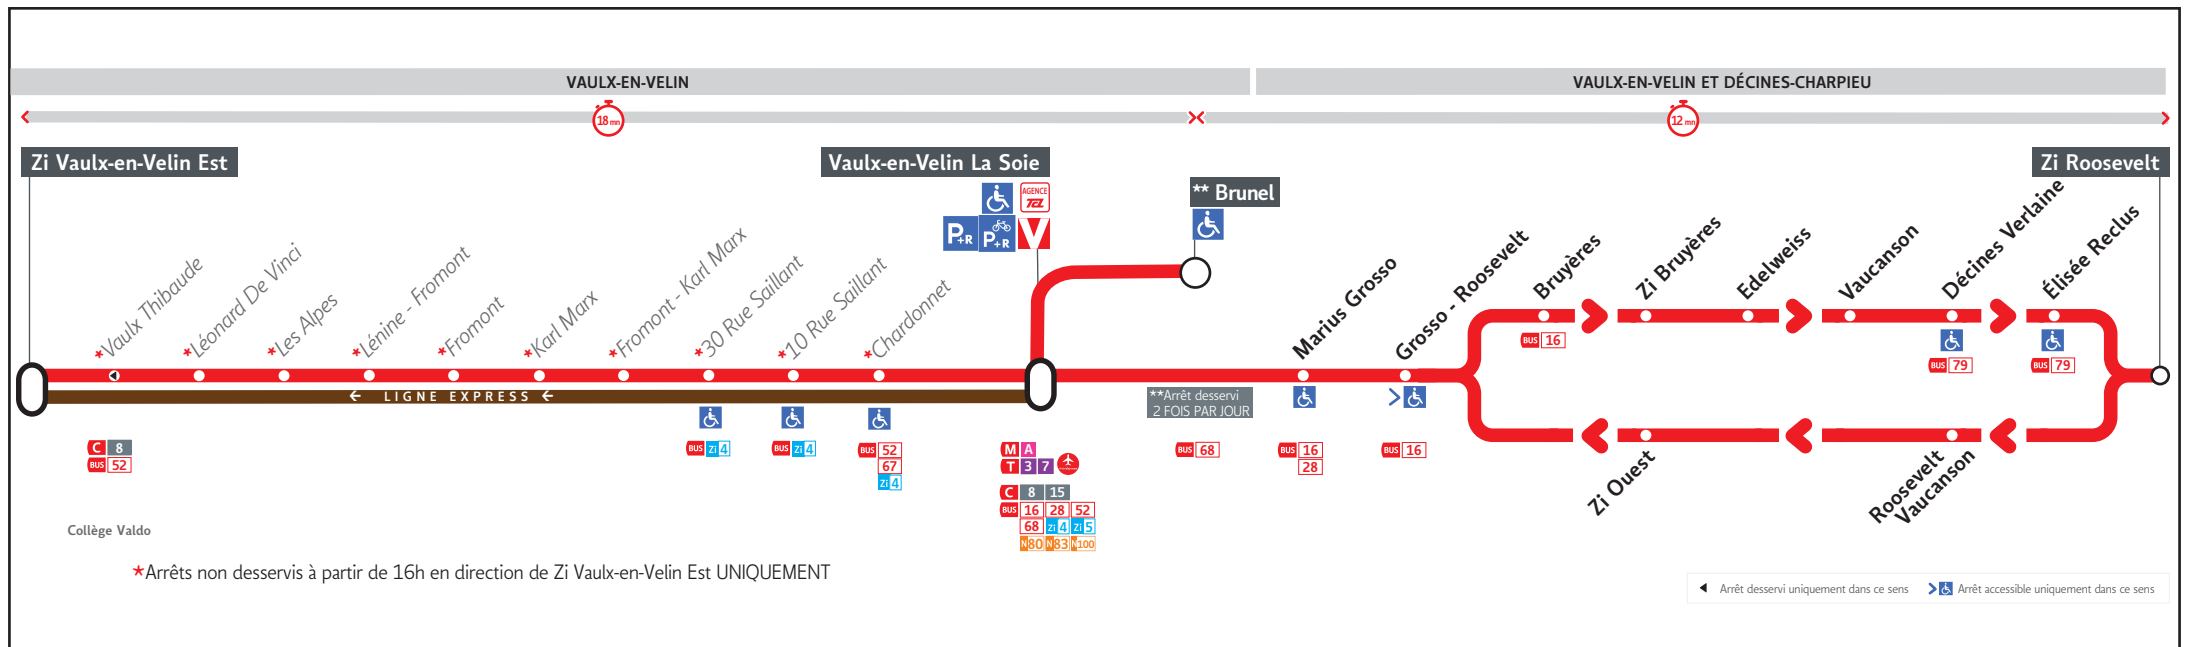 VAULX-EN-VELIN
VAULX-EN-VELIN ET DÉCINES-CHARPIEU
18 mn
12 mn
Zi Vaulx-en-Velin Est
Vaulx-en-Velin La Soie
** Brunel
Zi Roosevelt
AGENCE
TCL
P+R
P+R
V
*Vaulx Thibaude
*Léonard De Vinci
*Les Alpes
*Lénine - Fromont
*Fromont
*Karl Marx
*Fromont - Karl Marx
*30 Rue Saillant
*10 Rue Saillant
*Chardonnet
Marius Grosso
Grosso - Roosevelt
Bruyères
Zi Bruyères
Edelweiss
Vaucanson
Décines Verlaine
Élisée Reclus
BUS 16
BUS 79
BUS 79
← LIGNE EXPRESS ←
**Arrêt desservi
2 FOIS PAR JOUR
C 8
BUS 52
BUS Zi 4
BUS Zi 4
BUS 52
67
Zi 4
M A
T 3 7
C 8 15
BUS 16 28 52
68 Zi 4 Zi 5
N80 N83 N100
BUS 68
BUS 16
28
BUS 16
Zi Ouest
Roosevelt
Vaucanson
Collège Valdo
*Arrêts non desservis à partir de 16h en direction de Zi Vaulx-en-Velin Est UNIQUEMENT
Arrêt desservi uniquement dans ce sens
Arrêt accessible uniquement dans ce sens